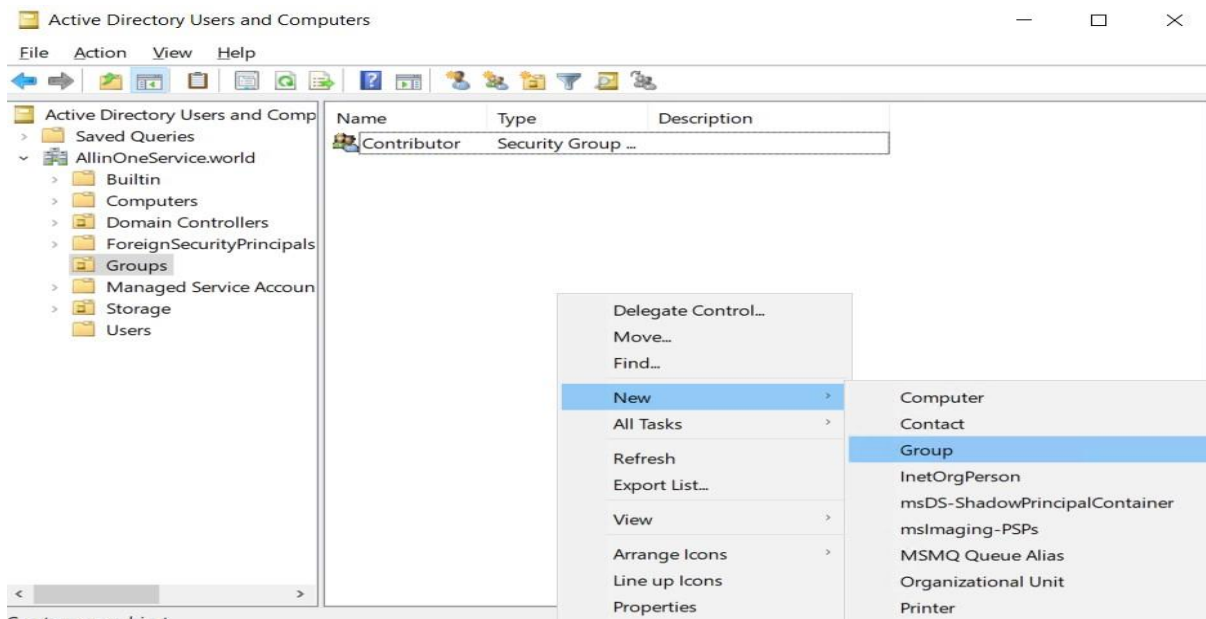 Active Directory Users and Computers
File Action View Help
Active Directory Users and Comp
Saved Queries
AllinOneService.world
Builtin
Computers
Domain Controllers
ForeignSecurityPrincipals
Groups
Managed Service Accoun
Storage
Users
Name Type Description
Contributor Security Group ...
Delegate Control...
Move...
Find...
New
All Tasks
Refresh
Export List...
View
Arrange Icons
Line up Icons
Properties
Computer
Contact
Group
InetOrgPerson
msDS-ShadowPrincipalContainer
msImaging-PSPs
MSMQ Queue Alias
Organizational Unit
Printer